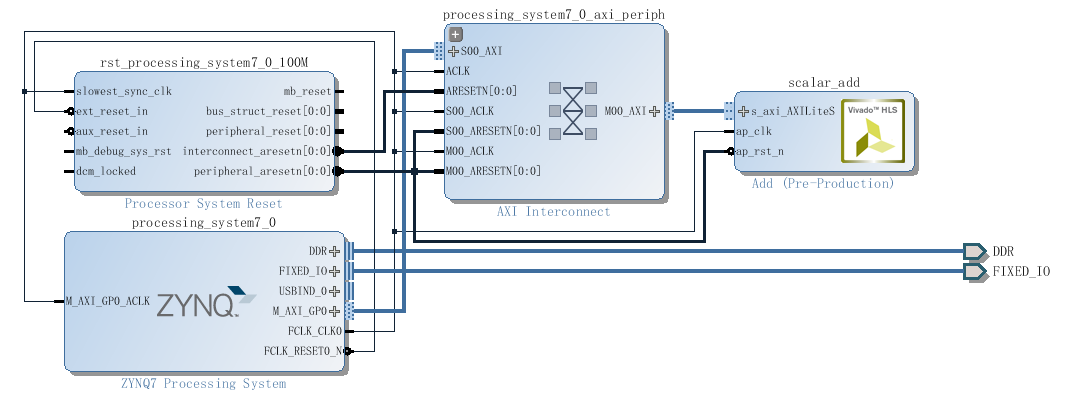 processing_system7_0_axi_periph
S00_AXI
ACLK
ARESETN[0:0]
S00_ACLK
S00_ARESETN[0:0]
M00_ACLK
M00_ARESETN[0:0]
M00_AXI
AXI Interconnect
rst_processing_system7_0_100M
slowest_sync_clk
ext_reset_in
aux_reset_in
mb_debug_sys_rst
dcm_locked
mb_reset
bus_struct_reset[0:0]
peripheral_reset[0:0]
interconnect_aresetn[0:0]
peripheral_aresetn[0:0]
Processor System Reset
scalar_add
s_axi_AXILiteS
ap_clk
ap_rst_n
Vivado™ HLS
Add (Pre-Production)
processing_system7_0
M_AXI_GP0_ACLK
ZYNQ
DDR
FIXED_IO
USBIND_0
M_AXI_GP0
FCLK_CLK0
FCLK_RESET0_N
ZYNQ7 Processing System
DDR
FIXED_IO